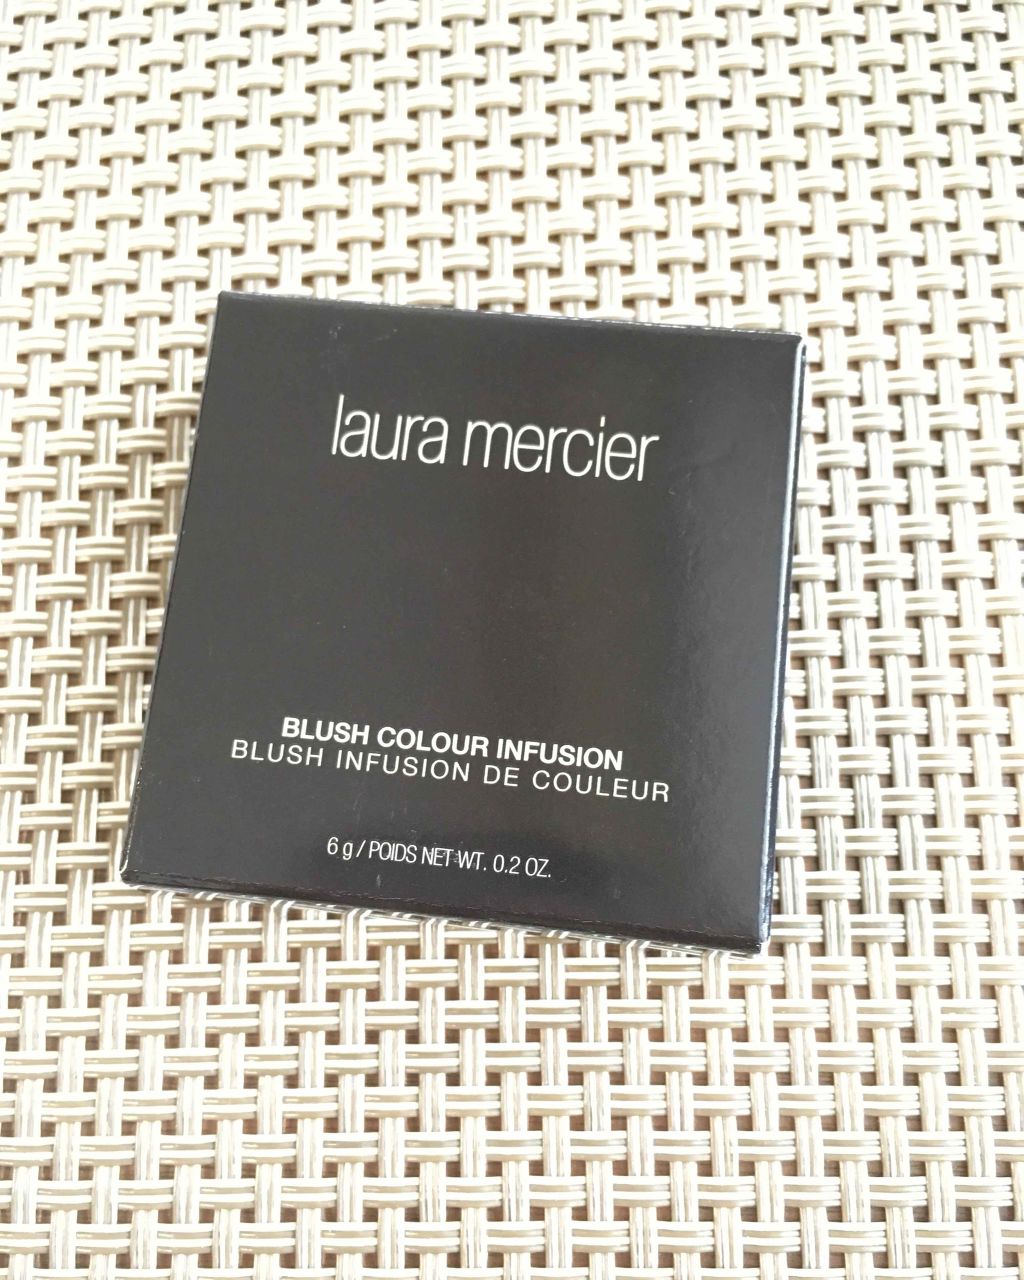 laura mercier
BLUSH COLOUR INFUSION
BLUSH INFUSION DE COULEUR
6 g / POIDS NET WT. 0.2 OZ.